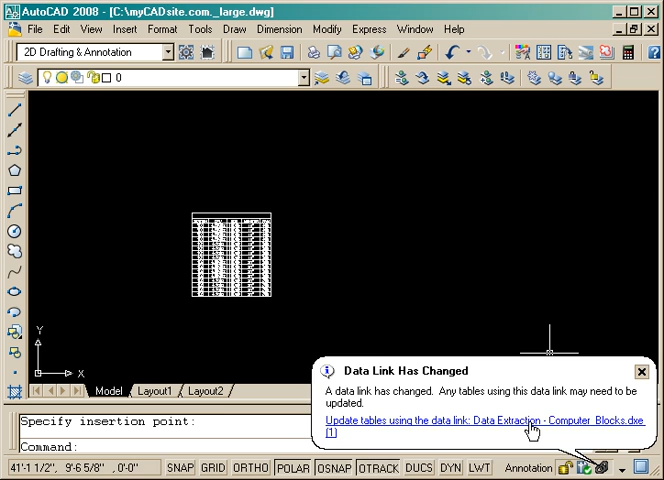 AutoCAD 2008 - [C:\myCADsite.com._large.dwg]
File Edit View Insert Format Tools Draw Dimension Modify Express Window Help
2D Drafting & Annotation
0
Y
X
Model Layout1 Layout2
Data Link Has Changed
A data link has changed. Any tables using this data link may need to be
updated.
Update tables using the data link: Data Extraction - Computer_Blocks.dxe
[1]
Specify insertion point:
Command:
41'-1 1/2", 9'-6 5/8" ,0'-0" SNAP GRID ORTHO POLAR OSNAP OTRACK DUCS DYN LWT Annotation